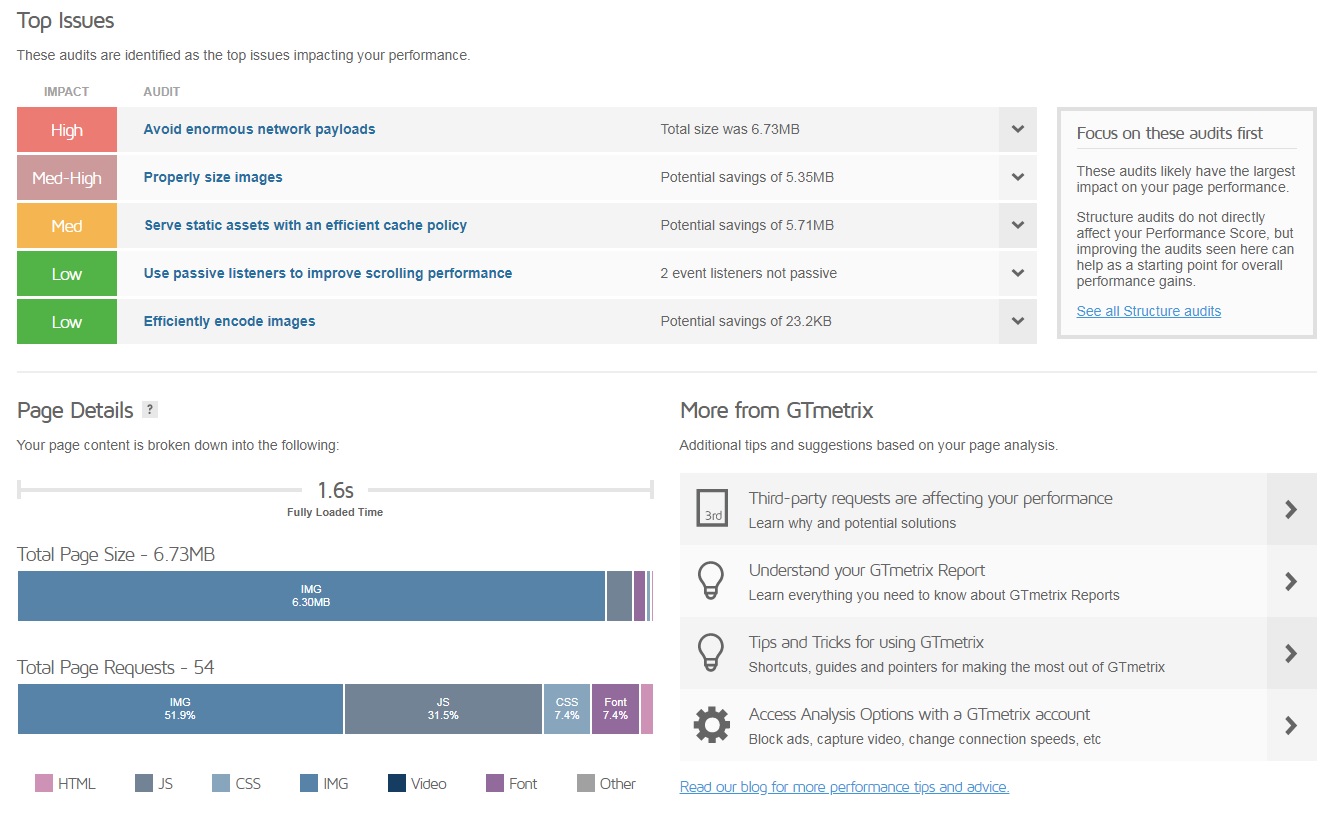 Top Issues
These audits are identified as the top issues impacting your performance.
IMPACT AUDIT
High Avoid enormous network payloads Total size was 6.73MB
Med-High Properly size images Potential savings of 5.35MB
Med Serve static assets with an efficient cache policy Potential savings of 5.71MB
Low Use passive listeners to improve scrolling performance 2 event listeners not passive
Low Efficiently encode images Potential savings of 23.2KB
Focus on these audits first
These audits likely have the largest
impact on your page performance.
Structure audits do not directly
affect your Performance Score, but
improving the audits seen here can
help as a starting point for overall
performance gains.
See all Structure audits
Page Details ?
Your page content is broken down into the following:
1.6s
Fully Loaded Time
Total Page Size - 6.73MB
IMG
6.30MB
Total Page Requests - 54
IMG
51.9%
JS
31.5%
CSS
7.4%
Font
7.4%
HTML JS CSS IMG Video Font Other
More from GTmetrix
Additional tips and suggestions based on your page analysis.
3rd
Third-party requests are affecting your performance
Learn why and potential solutions
Understand your GTmetrix Report
Learn everything you need to know about GTmetrix Reports
Tips and Tricks for using GTmetrix
Shortcuts, guides and pointers for making the most out of GTmetrix
Access Analysis Options with a GTmetrix account
Block ads, capture video, change connection speeds, etc
Read our blog for more performance tips and advice.